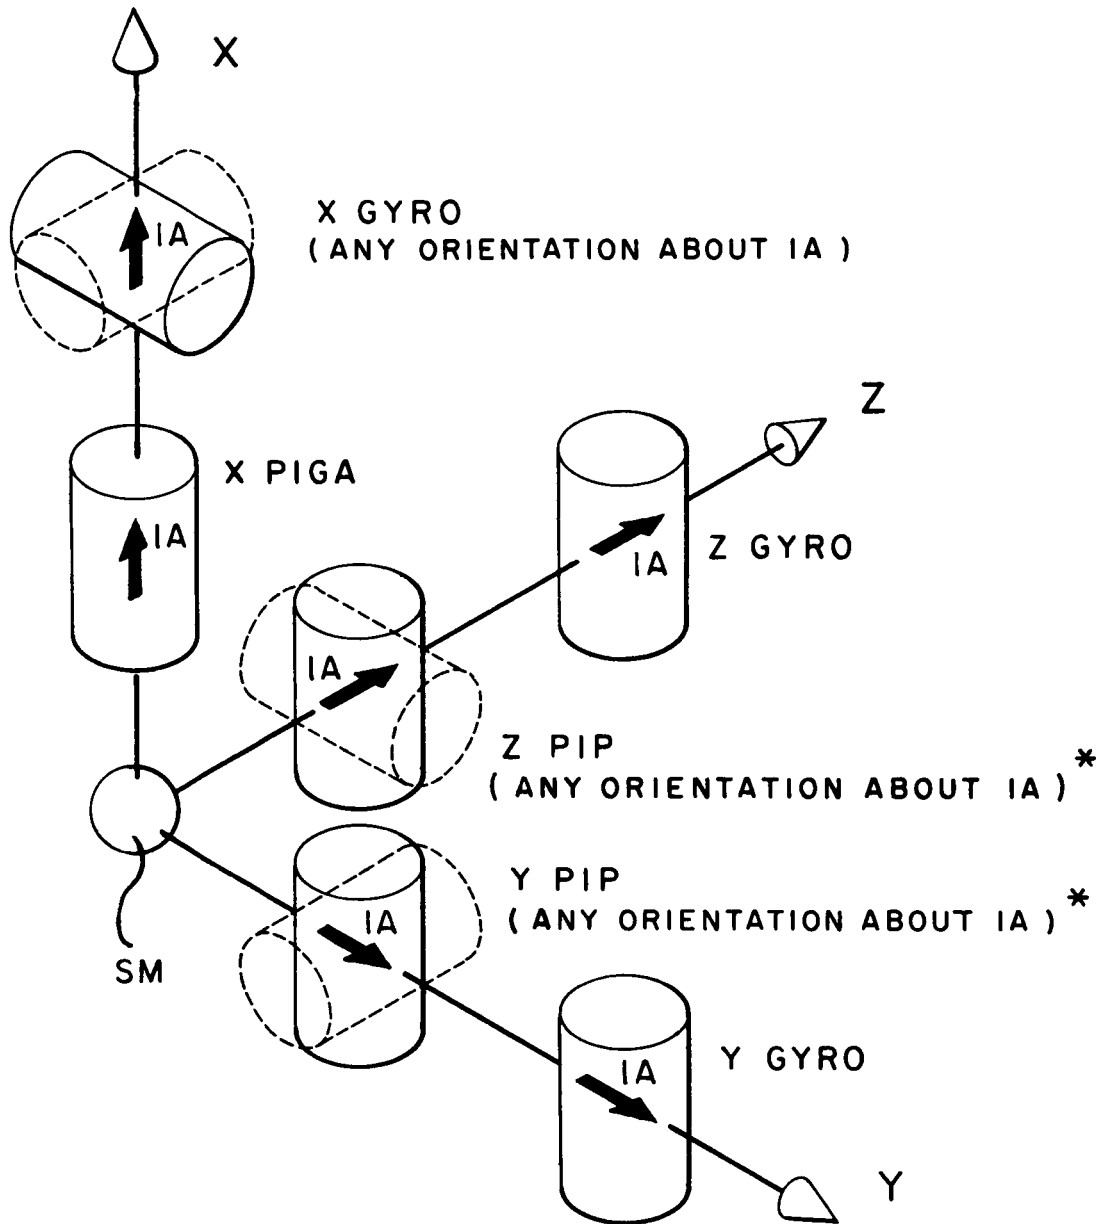 X
IA
X GYRO
(ANY ORIENTATION ABOUT IA)
Z
X PIGA
IA
IA
Z GYRO
IA
Z PIP
(ANY ORIENTATION ABOUT IA)*
Y PIP
(ANY ORIENTATION ABOUT IA)*
IA
SM
IA
Y GYRO
Y